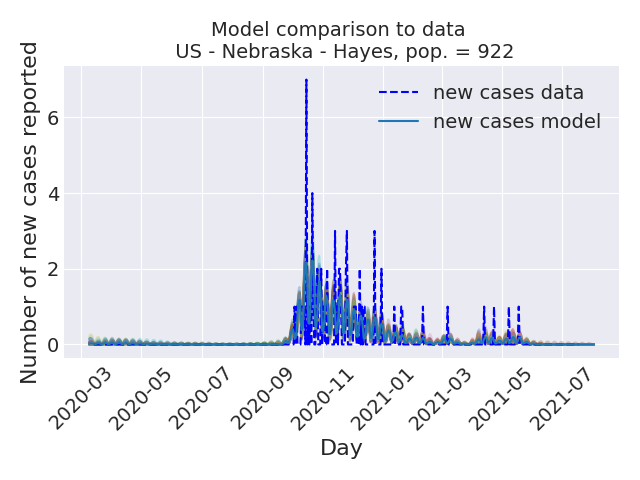 Model comparison to data
US - Nebraska - Hayes, pop. = 922
Number of new cases reported
6
4
2
0
new cases data
new cases model
2020-03
2020-05
2020-07
2020-09
2020-11
2021-01
2021-03
2021-05
2021-07
Day